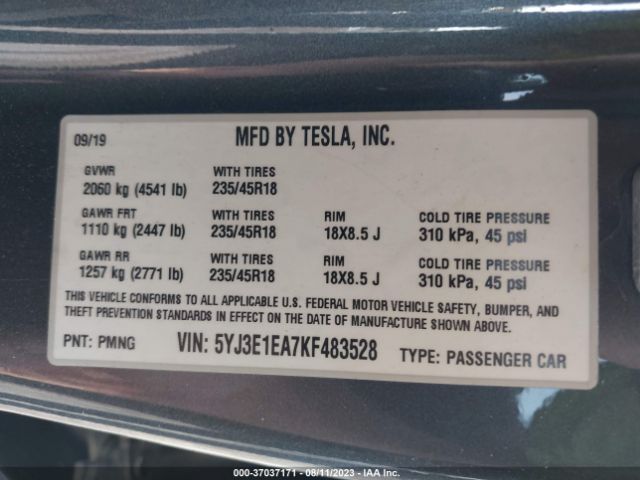 09/19 MFD BY TESLA, INC.
GVWR WITH TIRES
2060 kg (4541 lb) 235/45R18
GAWR FRT WITH TIRES RIM COLD TIRE PRESSURE
1110 kg (2447 lb) 235/45R18 18X8.5 J 310 kPa, 45 psi
GAWR RR WITH TIRES RIM COLD TIRE PRESSURE
1257 kg (2771 lb) 235/45R18 18X8.5 J 310 kPa, 45 psi
THIS VEHICLE CONFORMS TO ALL APPLICABLE U.S. FEDERAL MOTOR VEHICLE SAFETY, BUMPER, AND
THEFT PREVENTION STANDARDS IN EFFECT ON THE DATE OF MANUFACTURE SHOWN ABOVE.
PNT: PMNG VIN: 5YJ3E1EA7KF483528 TYPE: PASSENGER CAR
000-37037171 - 08/11/2023 - IAA Inc.